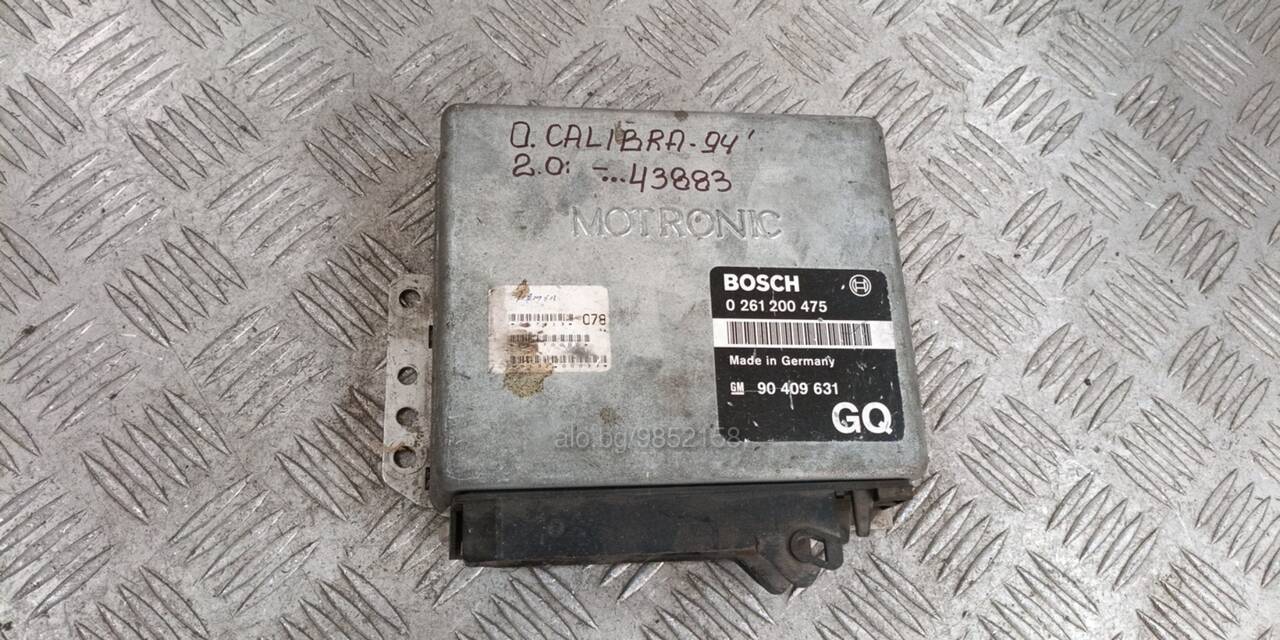 O. CALIBRA-94'
2.0i -...43883
MOTRONIC
BOSCH
0 261 200 475
078
Made in Germany
GM 90 409 631
GQ
alo.bg/9852158